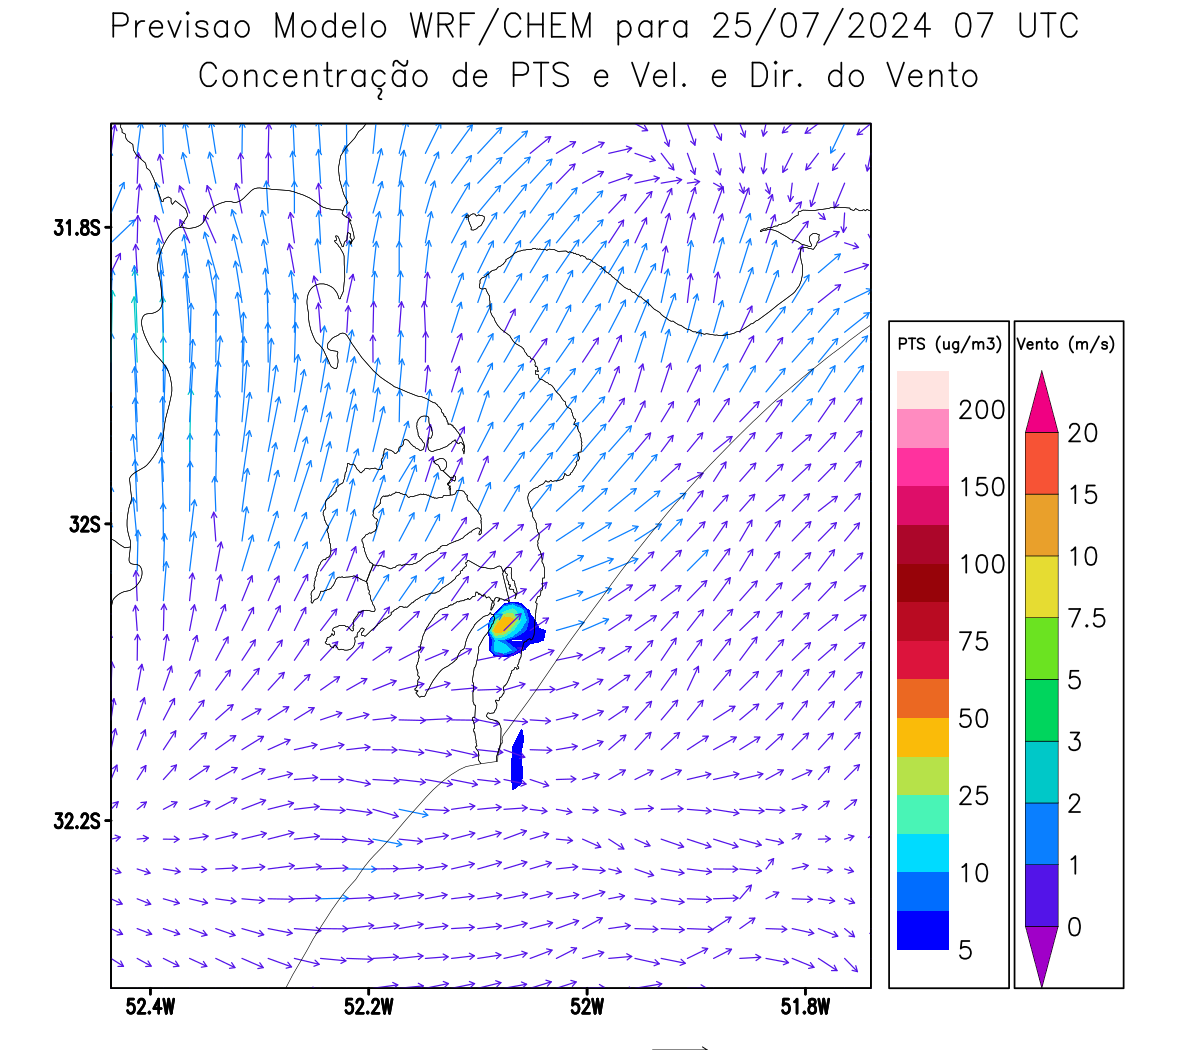 Previsao Modelo WRF/CHEM para 25/07/2024 07 UTC
Concentração de PTS e Vel. e Dir. do Vento
31.8S
32S
32.2S
52.4W
52.2W
52W
51.8W
PTS (ug/m3)
200
150
100
75
50
25
10
5
Vento (m/s)
20
15
10
7.5
5
3
2
1
0